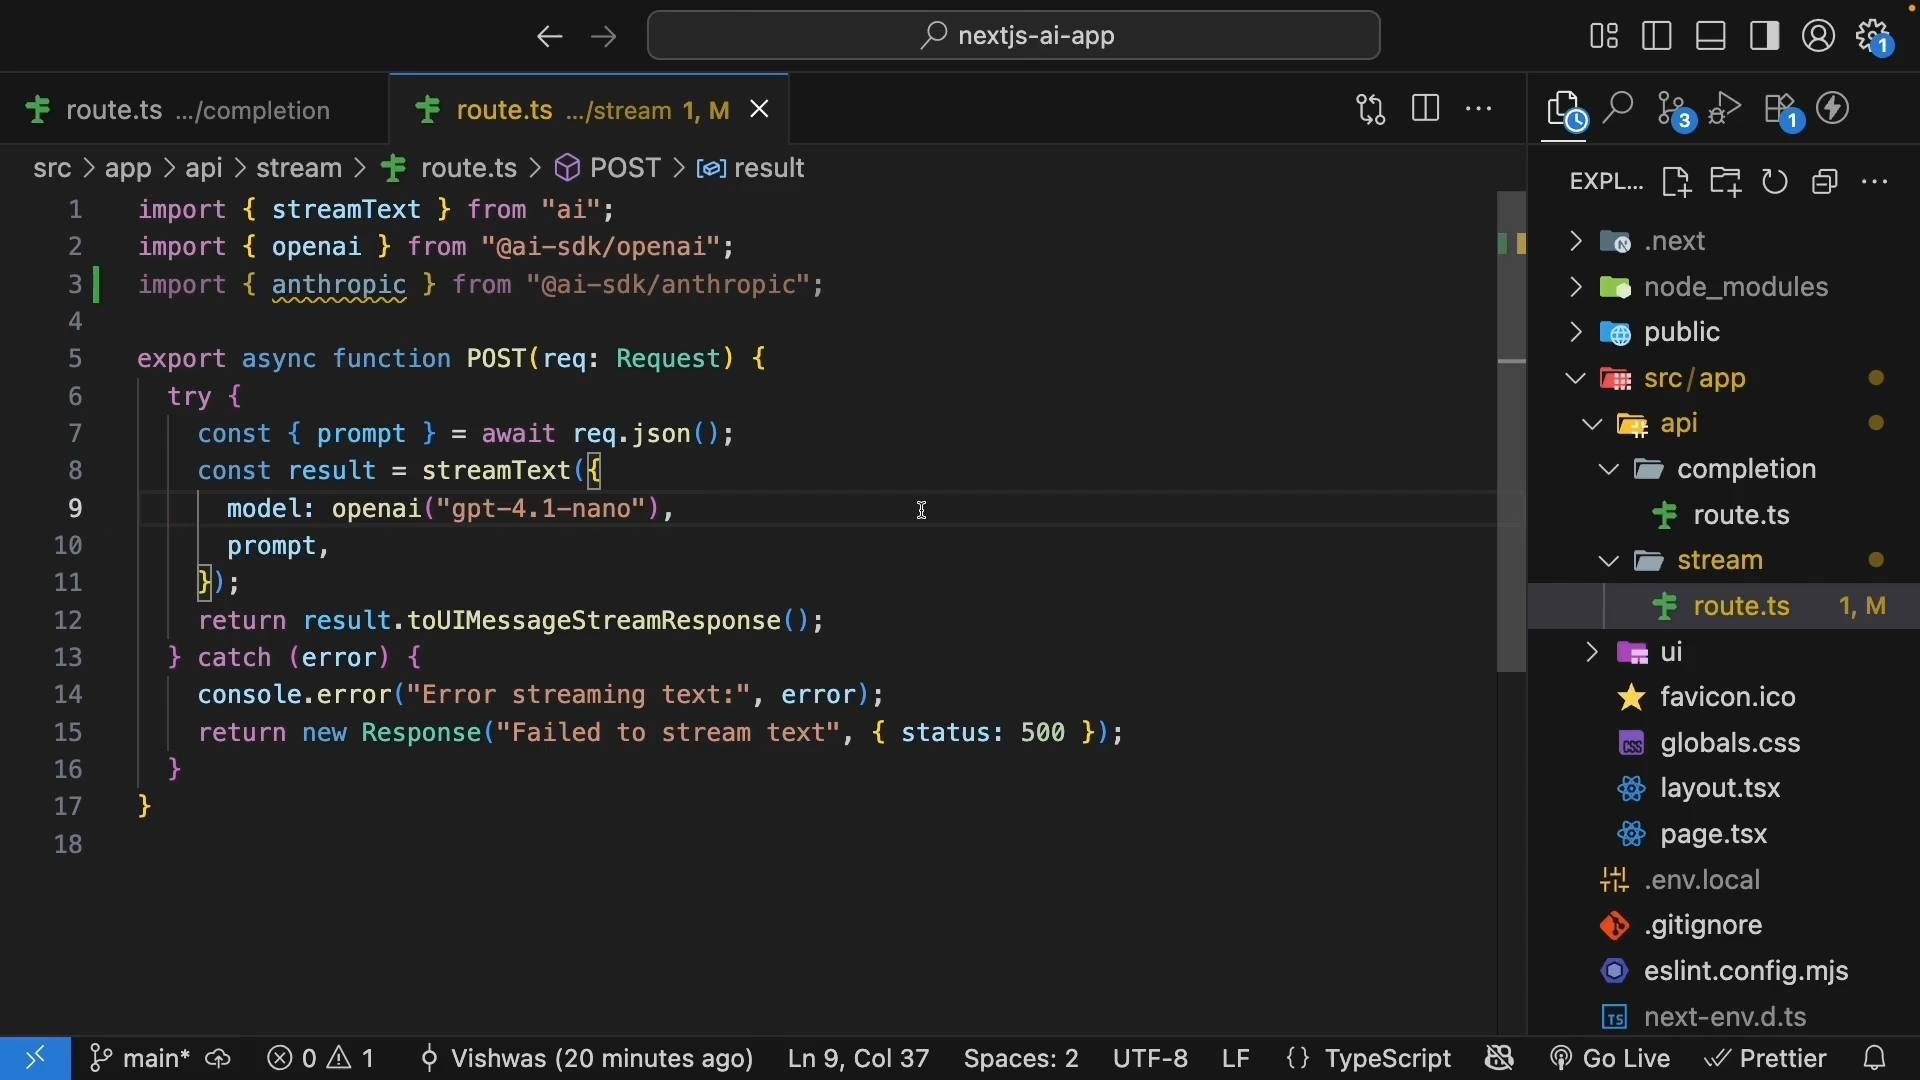 nextjs-ai-app
1
route.ts .../completion
route.ts .../stream 1, M
3
1
src > app > api > stream > route.ts > POST > result
EXPL...
1 import { streamText } from "ai";
2 import { openai } from "@ai-sdk/openai";
3 import { anthropic } from "@ai-sdk/anthropic";
4
5 export async function POST(req: Request) {
6 try {
7 const { prompt } = await req.json();
8 const result = streamText({
9 model: openai("gpt-4.1-nano"),
10 prompt,
11 });
12 return result.toUIMessageStreamResponse();
13 } catch (error) {
14 console.error("Error streaming text:", error);
15 return new Response("Failed to stream text", { status: 500 });
16 }
17 }
18
.next
node_modules
public
src/app
api
completion
route.ts
stream
route.ts 1, M
ui
favicon.ico
globals.css
layout.tsx
page.tsx
.env.local
.gitignore
eslint.config.mjs
next-env.d.ts
main* 0 1 Vishwas (20 minutes ago) Ln 9, Col 37 Spaces: 2 UTF-8 LF {} TypeScript Go Live Prettier